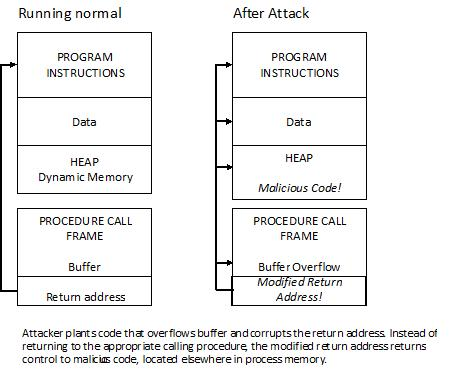 Running normal
After Attack
PROGRAM
INSTRUCTIONS
Data
HEAP
Dynamic Memory
PROCEDURE CALL
FRAME
Buffer
Return address
PROGRAM
INSTRUCTIONS
Data
HEAP
Malicious Code!
PROCEDURE CALL
FRAME
Buffer Overflow
Modified Return
Address!
Attacker plants code that overflows buffer and corrupts the return address. Instead of
returning to the appropriate calling procedure, the modified return address returns
control to malicius code, located elsewhere in process memory.